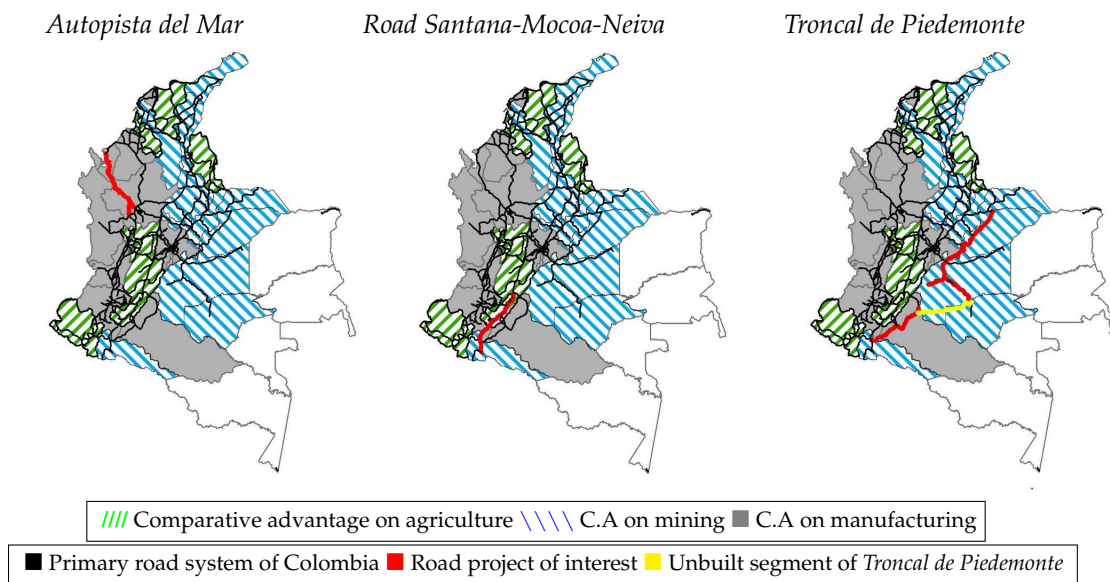 Autopista del Mar
Road Santana-Mocoa-Neiva
Troncal de Piedemonte
Comparative advantage on agriculture C.A on mining C.A on manufacturing
Primary road system of Colombia Road project of interest Unbuilt segment of Troncal de Piedemonte